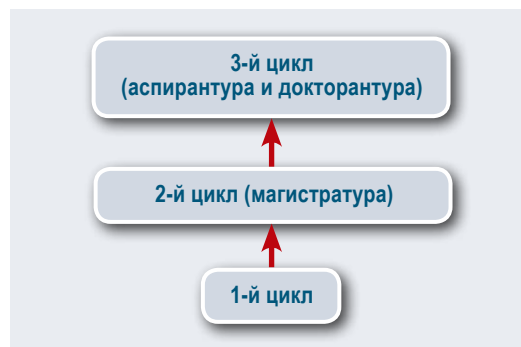 3-й цикл
(аспирантура и докторантура)
2-й цикл (магистратура)
1-й цикл